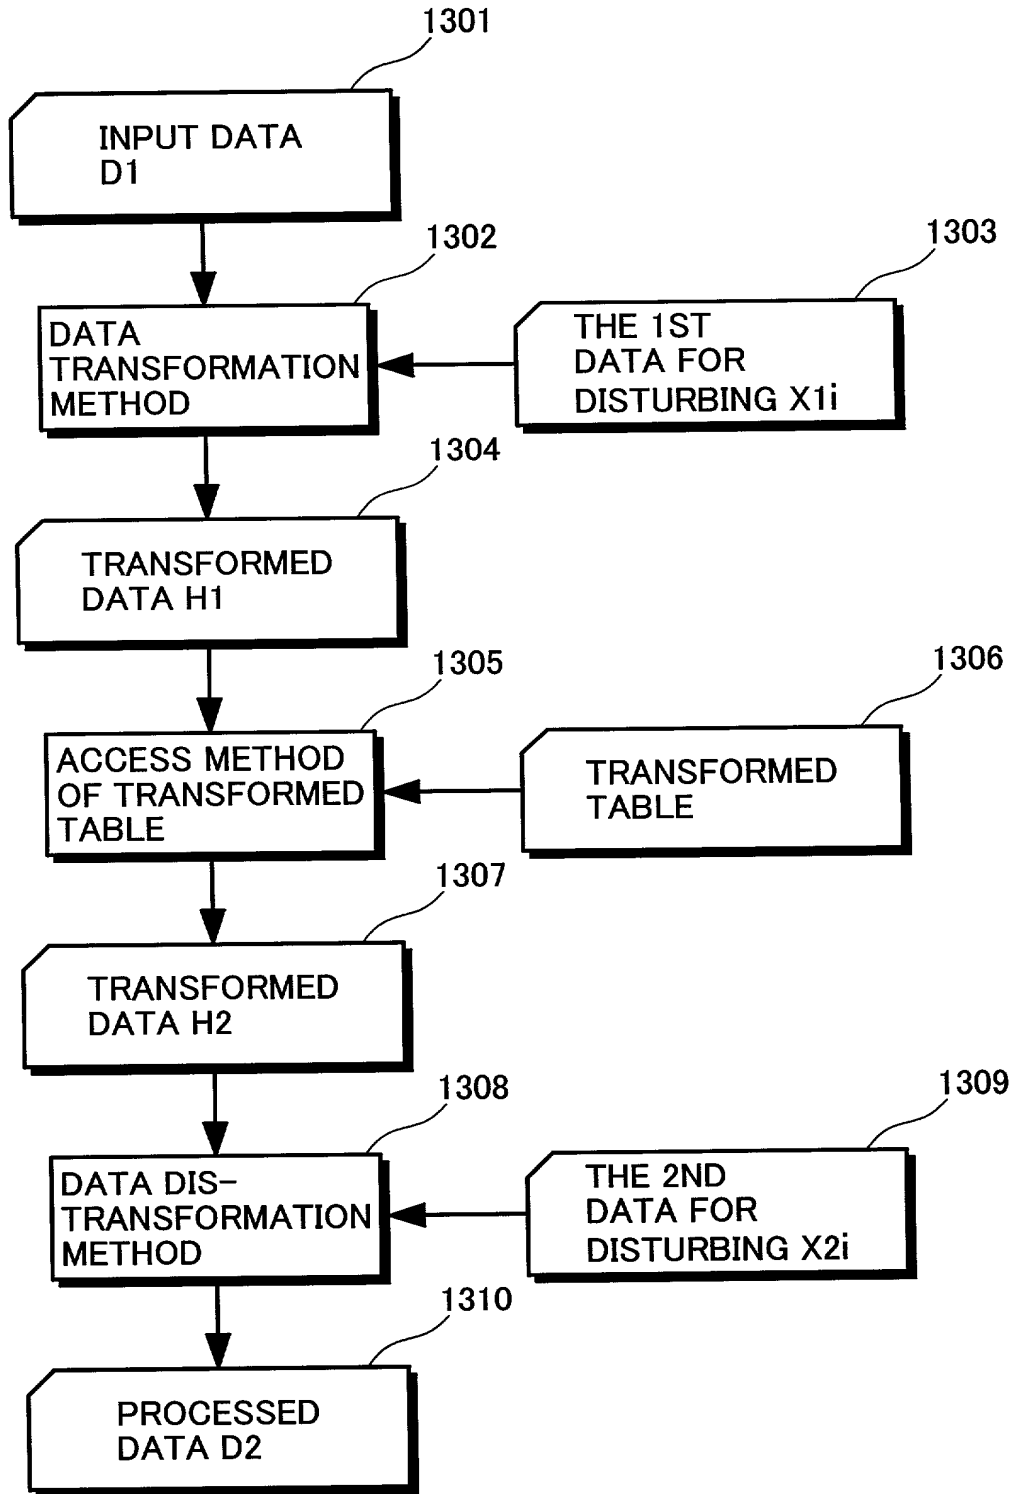 1301
INPUT DATA
D1
1302
DATA
TRANSFORMATION
METHOD
1303
THE 1ST
DATA FOR
DISTURBING X1i
1304
TRANSFORMED
DATA H1
1305
ACCESS METHOD
OF TRANSFORMED
TABLE
1306
TRANSFORMED
TABLE
1307
TRANSFORMED
DATA H2
1308
DATA DIS-
TRANSFORMATION
METHOD
1309
THE 2ND
DATA FOR
DISTURBING X2i
1310
PROCESSED
DATA D2